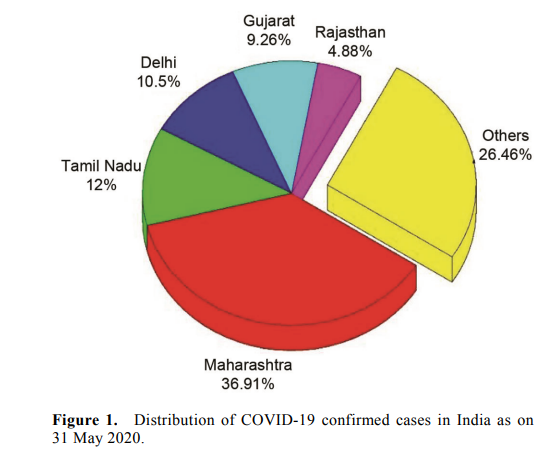 Gujarat
9.26%
Rajasthan
4.88%
Delhi
10.5%
Others
26.46%
Tamil Nadu
12%
Maharashtra
36.91%
Figure 1. Distribution of COVID-19 confirmed cases in India as on
31 May 2020.